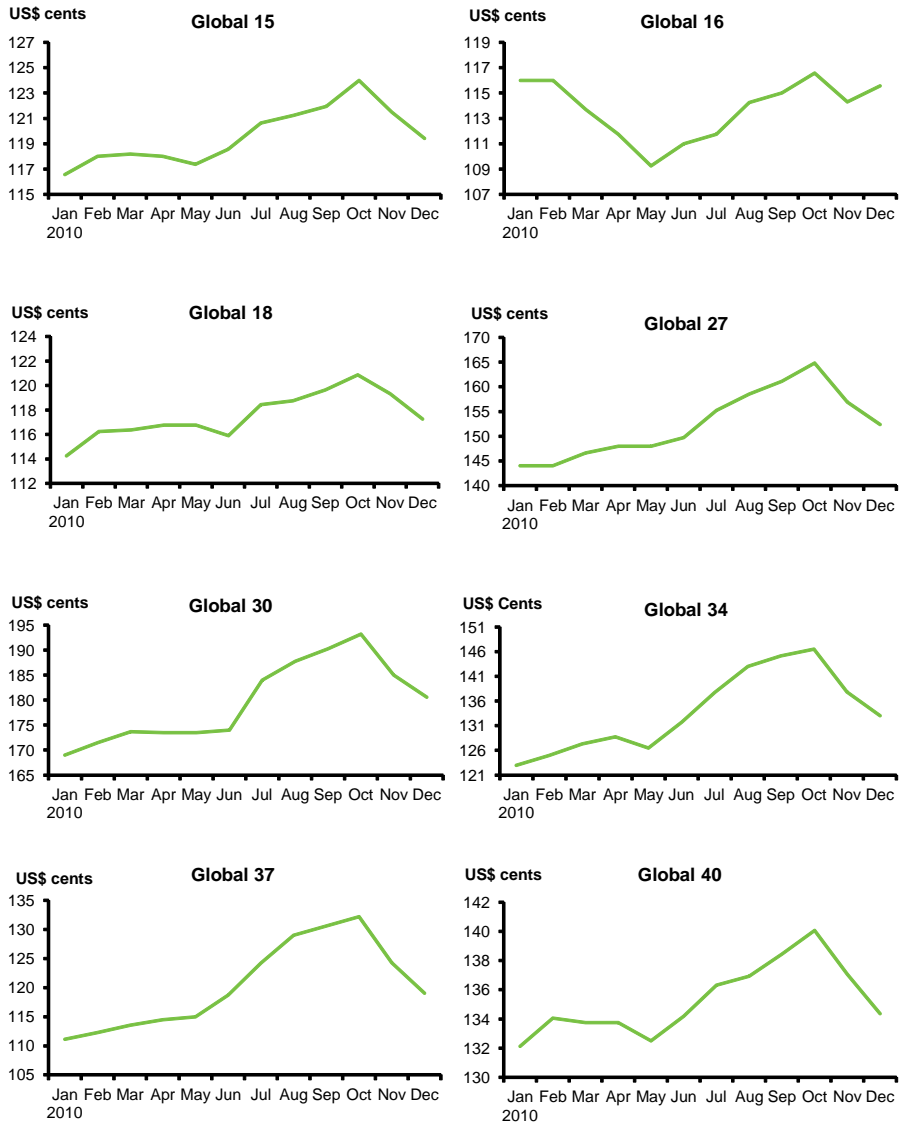 US$ cents
Global 15
127
125
123
121
119
117
115
Jan Feb Mar Apr May Jun Jul Aug Sep Oct Nov Dec
2010
US$ cents
Global 16
119
117
115
113
111
109
107
Jan Feb Mar Apr May Jun Jul Aug Sep Oct Nov Dec
2010
US$ cents
Global 18
124
122
120
118
116
114
112
Jan Feb Mar Apr May Jun Jul Aug Sep Oct Nov Dec
2010
US$ cents
Global 27
170
165
160
155
150
145
140
Jan Feb Mar Apr May Jun Jul Aug Sep Oct Nov Dec
2010
US$ cents
Global 30
195
190
185
180
175
170
165
Jan Feb Mar Apr May Jun Jul Aug Sep Oct Nov Dec
2010
US$ Cents
Global 34
151
146
141
136
131
126
121
Jan Feb Mar Apr May Jun Jul Aug Sep Oct Nov Dec
2010
US$ cents
Global 37
135
130
125
120
115
110
105
Jan Feb Mar Apr May Jun Jul Aug Sep Oct Nov Dec
2010
US$ cents
Global 40
142
140
138
136
134
132
130
Jan Feb Mar Apr May Jun Jul Aug Sep Oct Nov Dec
2010